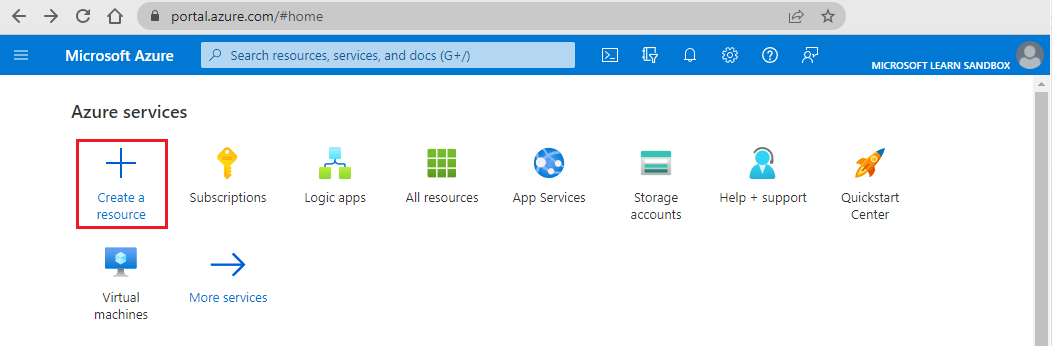 portal.azure.com/#home
Microsoft Azure
Search resources, services, and docs (G+/)
MICROSOFT LEARN SANDBOX
Azure services
Create a
resource
Subscriptions
Logic apps
All resources
App Services
Storage
accounts
Help + support
Quickstart
Center
Virtual
machines
More services